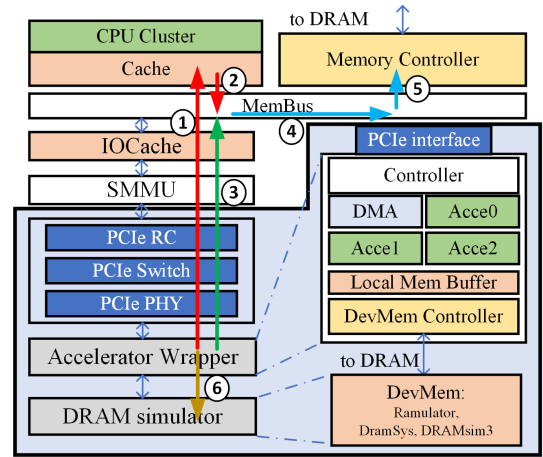 to DRAM
CPU Cluster
Cache
Memory Controller
2
5
MemBus
1
4
IOCache
PCIe interface
Controller
SMMU
3
DMA
Acce0
PCIe RC
Acce1
Acce2
PCIe Switch
Local Mem Buffer
PCIe PHY
DevMem Controller
Accelerator Wrapper
to DRAM
6
DRAM simulator
DevMem:
Ramulator,
DramSys, DRAMsim3